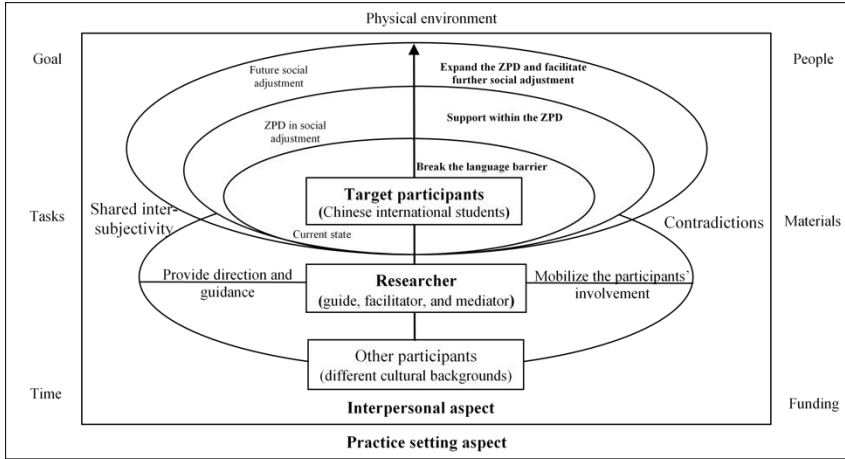 Physical environment
Goal
People
Future social
adjustment
Expand the ZPD and facilitate
further social adjustment
ZPD in social
adjustment
Support within the ZPD
Break the language barrier
Target participants
(Chinese international students)
Tasks
Shared inter-
subjectivity
Contradictions
Materials
Current state
Provide direction and
guidance
Researcher
(guide, facilitator, and mediator)
Mobilize the participants'
involvement
Other participants
(different cultural backgrounds)
Time
Funding
Interpersonal aspect
Practice setting aspect